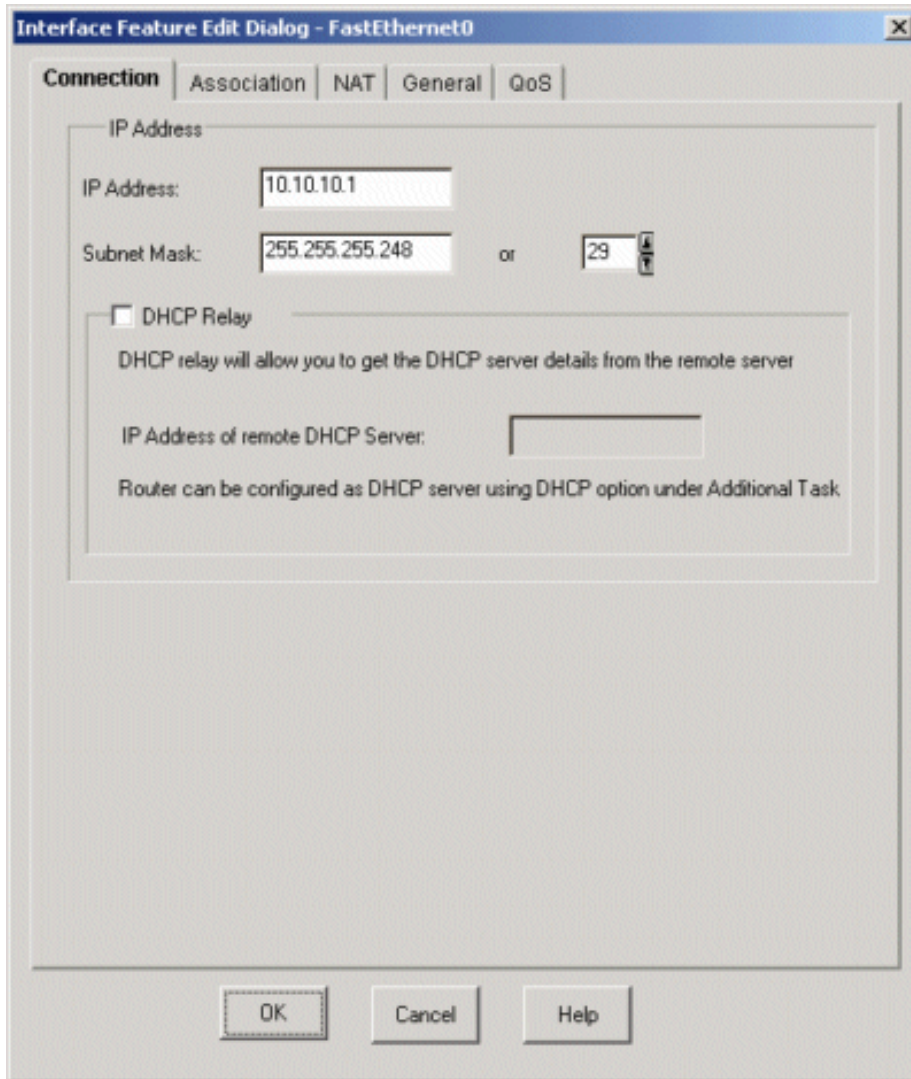 Interface Feature Edit Dialog - FastEthernet0
Connection Association NAT General QoS
IP Address
IP Address: 10.10.10.1
Subnet Mask: 255.255.255.248 or 29
DHCP Relay
DHCP relay will allow you to get the DHCP server details from the remote server
IP Address of remote DHCP Server:
Router can be configured as DHCP server using DHCP option under Additional Task
OK Cancel Help